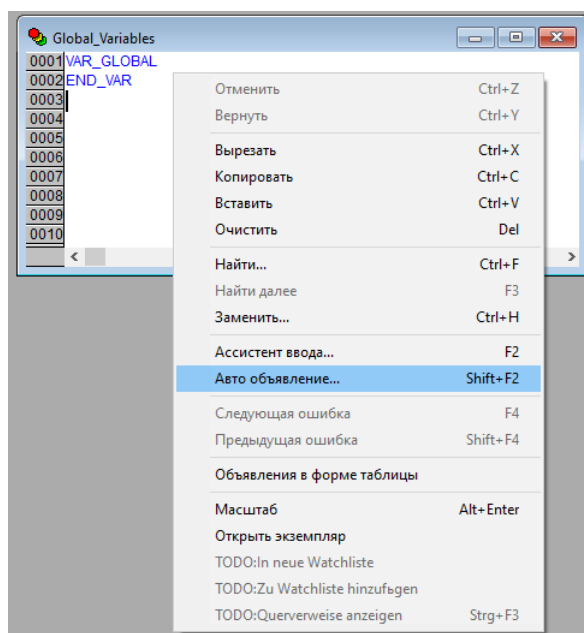 Global_Variables
0001 VAR_GLOBAL
0002 END_VAR
0003
0004
0005
0006
0007
0008
0009
0010
Отменить Ctrl+Z
Вернуть Ctrl+Y
Вырезать Ctrl+X
Копировать Ctrl+C
Вставить Ctrl+V
Очистить Del
Найти... Ctrl+F
Найти далее F3
Заменить... Ctrl+H
Ассистент ввода... F2
Авто объявление... Shift+F2
Следующая ошибка F4
Предыдущая ошибка Shift+F4
Объявления в форме таблицы
Масштаб Alt+Enter
Открыть экземпляр
TODO:In neue Watchliste
TODO:Zu Watchliste hinzufьgen
TODO:Querverweise anzeigen Strg+F3